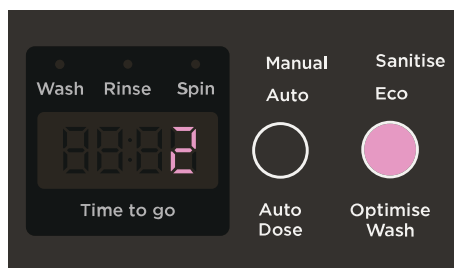 Wash Rinse Spin
2
Time to go
Manual
Auto
Auto
Dose
Sanitise
Eco
Optimise
Wash